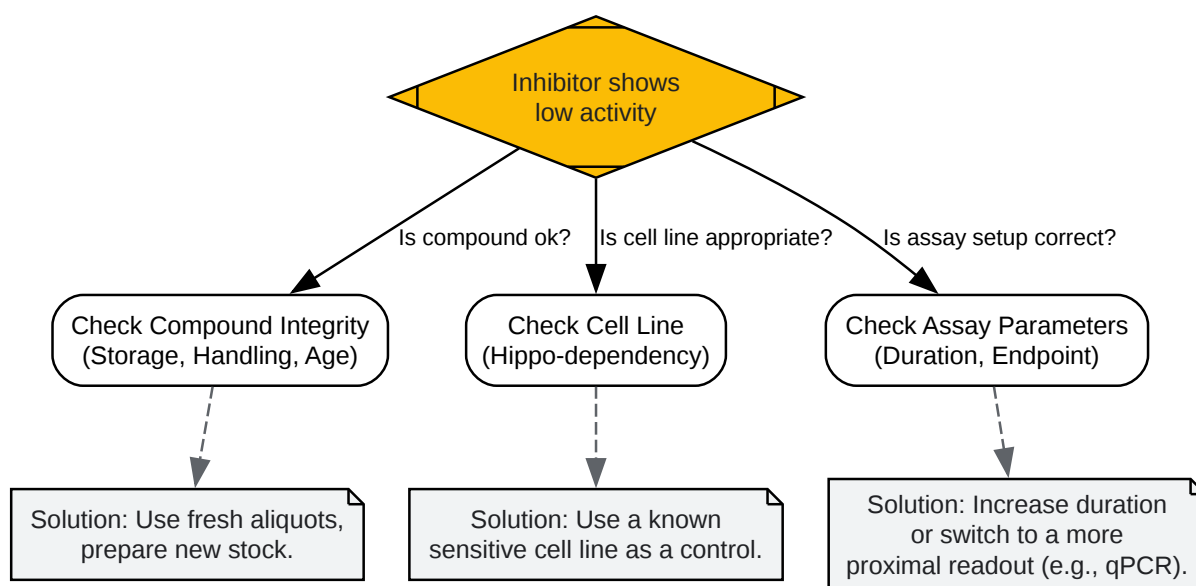 Inhibitor shows
low activity
Is compound ok?
Is cell line appropriate?
Is assay setup correct?
Check Compound Integrity
(Storage, Handling, Age)
Check Cell Line
(Hippo-dependency)
Check Assay Parameters
(Duration, Endpoint)
Solution: Use fresh aliquots,
prepare new stock.
Solution: Use a known
sensitive cell line as a control.
Solution: Increase duration
or switch to a more
proximal readout (e.g., qPCR).